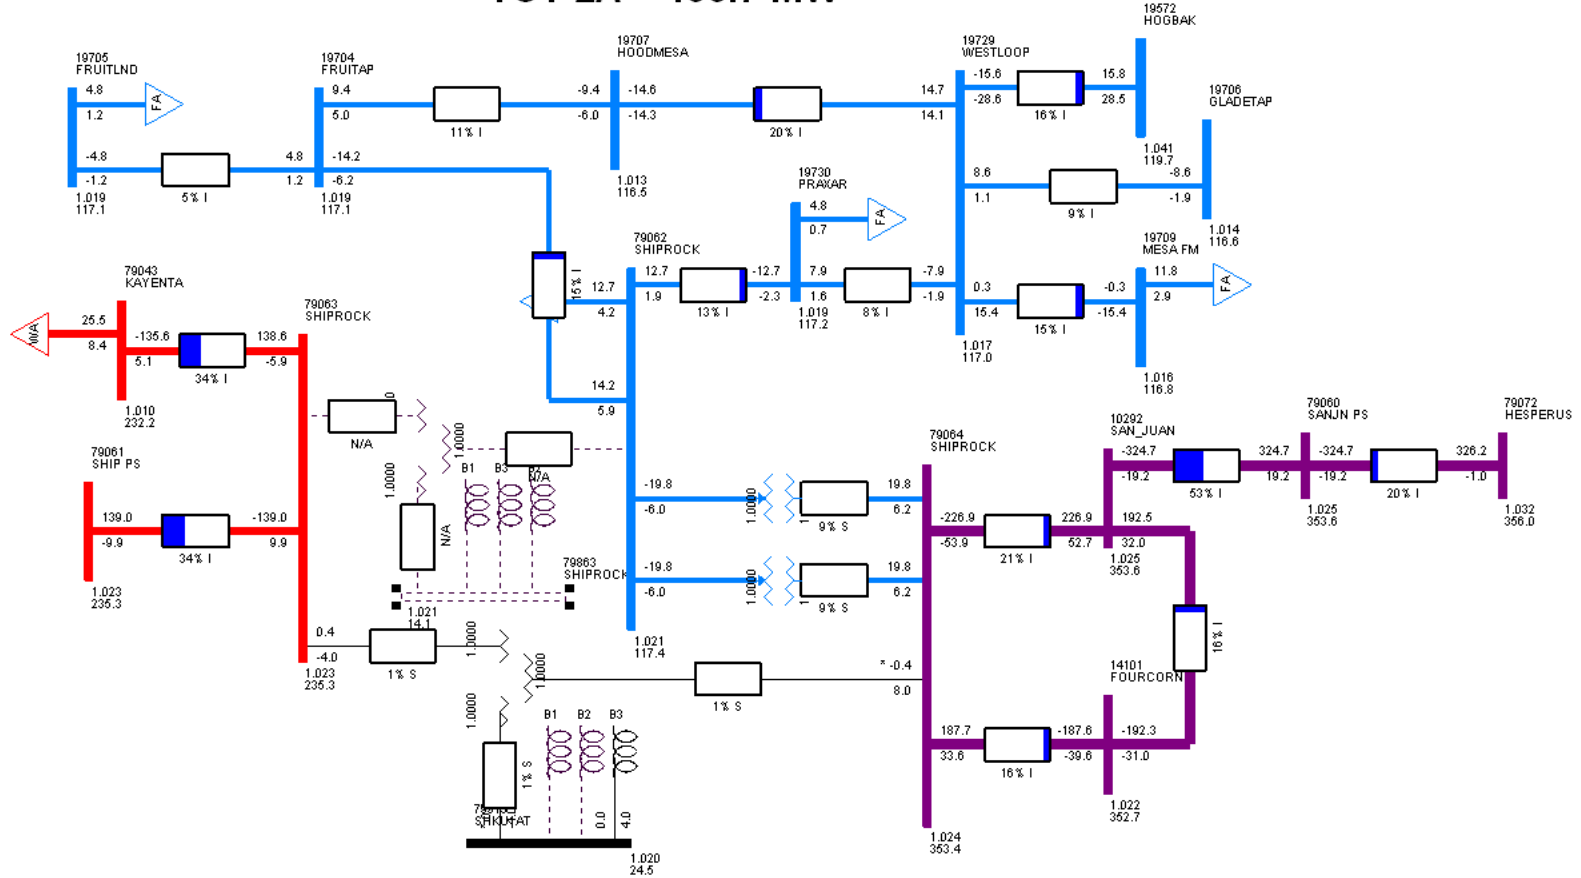 19572
HOGBAK
19705
FRUITLND
19704
FRUITAP
19707
HOODMESA
19729
WESTLOOP
19706
GLADETAP
4.8
1.2
FA
-4.8
-1.2
5% I
4.8
1.2
1.019
117.1
9.4
5.0
11% I
-9.4
-6.0
-14.2
-6.2
1.019
117.1
-14.6
-14.3
20% I
14.7
14.1
1.013
116.5
-15.6
-28.6
16% I
15.8
28.5
1.041
119.7
8.6
1.1
9% I
-8.6
-1.9
1.014
116.6
19730
PRAXAR
4.8
0.7
FA
79062
SHIPROCK
12.7
1.9
13% I
-12.7
-2.3
7.9
1.6
8% I
-7.9
-1.9
1.019
117.2
19709
MESA FM
0.3
15.4
15% I
-0.3
-15.4
11.8
2.9
FA
1.017
117.0
1.016
116.8
15% I
12.7
4.2
14.2
5.9
79043
KAYENTA
WA
25.5
8.4
-135.6
5.1
34% I
138.6
-5.9
1.010
232.2
79063
SHIPROCK
79061
SHIP PS
139.0
-9.9
34% I
-139.0
9.9
1.023
235.3
N/A
1.0000
N/A
1.0000
N/A
B1
B3
79863
SHIPROCK
1.021
14.1
-19.8
-6.0
1.0000
9% S
19.8
6.2
-19.8
-6.0
1.0000
9% S
19.8
6.2
1.021
117.4
0.4
-4.0
1% S
1.0000
1.0000
1.023
235.3
1% S
* -0.4
8.0
1.0000
1% S
B1
B2
B3
0.0
4.0
1.020
24.5
79064
SHIPROCK
-226.9
-53.9
21% I
226.9
52.7
10292
SAN_JUAN
-324.7
-19.2
53% I
324.7
19.2
79060
SANJN PS
-324.7
-19.2
20% I
326.2
-1.0
79072
HESPERUS
1.025
353.6
1.032
356.0
192.5
32.0
1.025
353.6
16% I
14101
FOURCORN
187.7
33.6
16% I
-187.6
-39.6
-192.3
-31.0
1.022
352.7
1.024
353.4